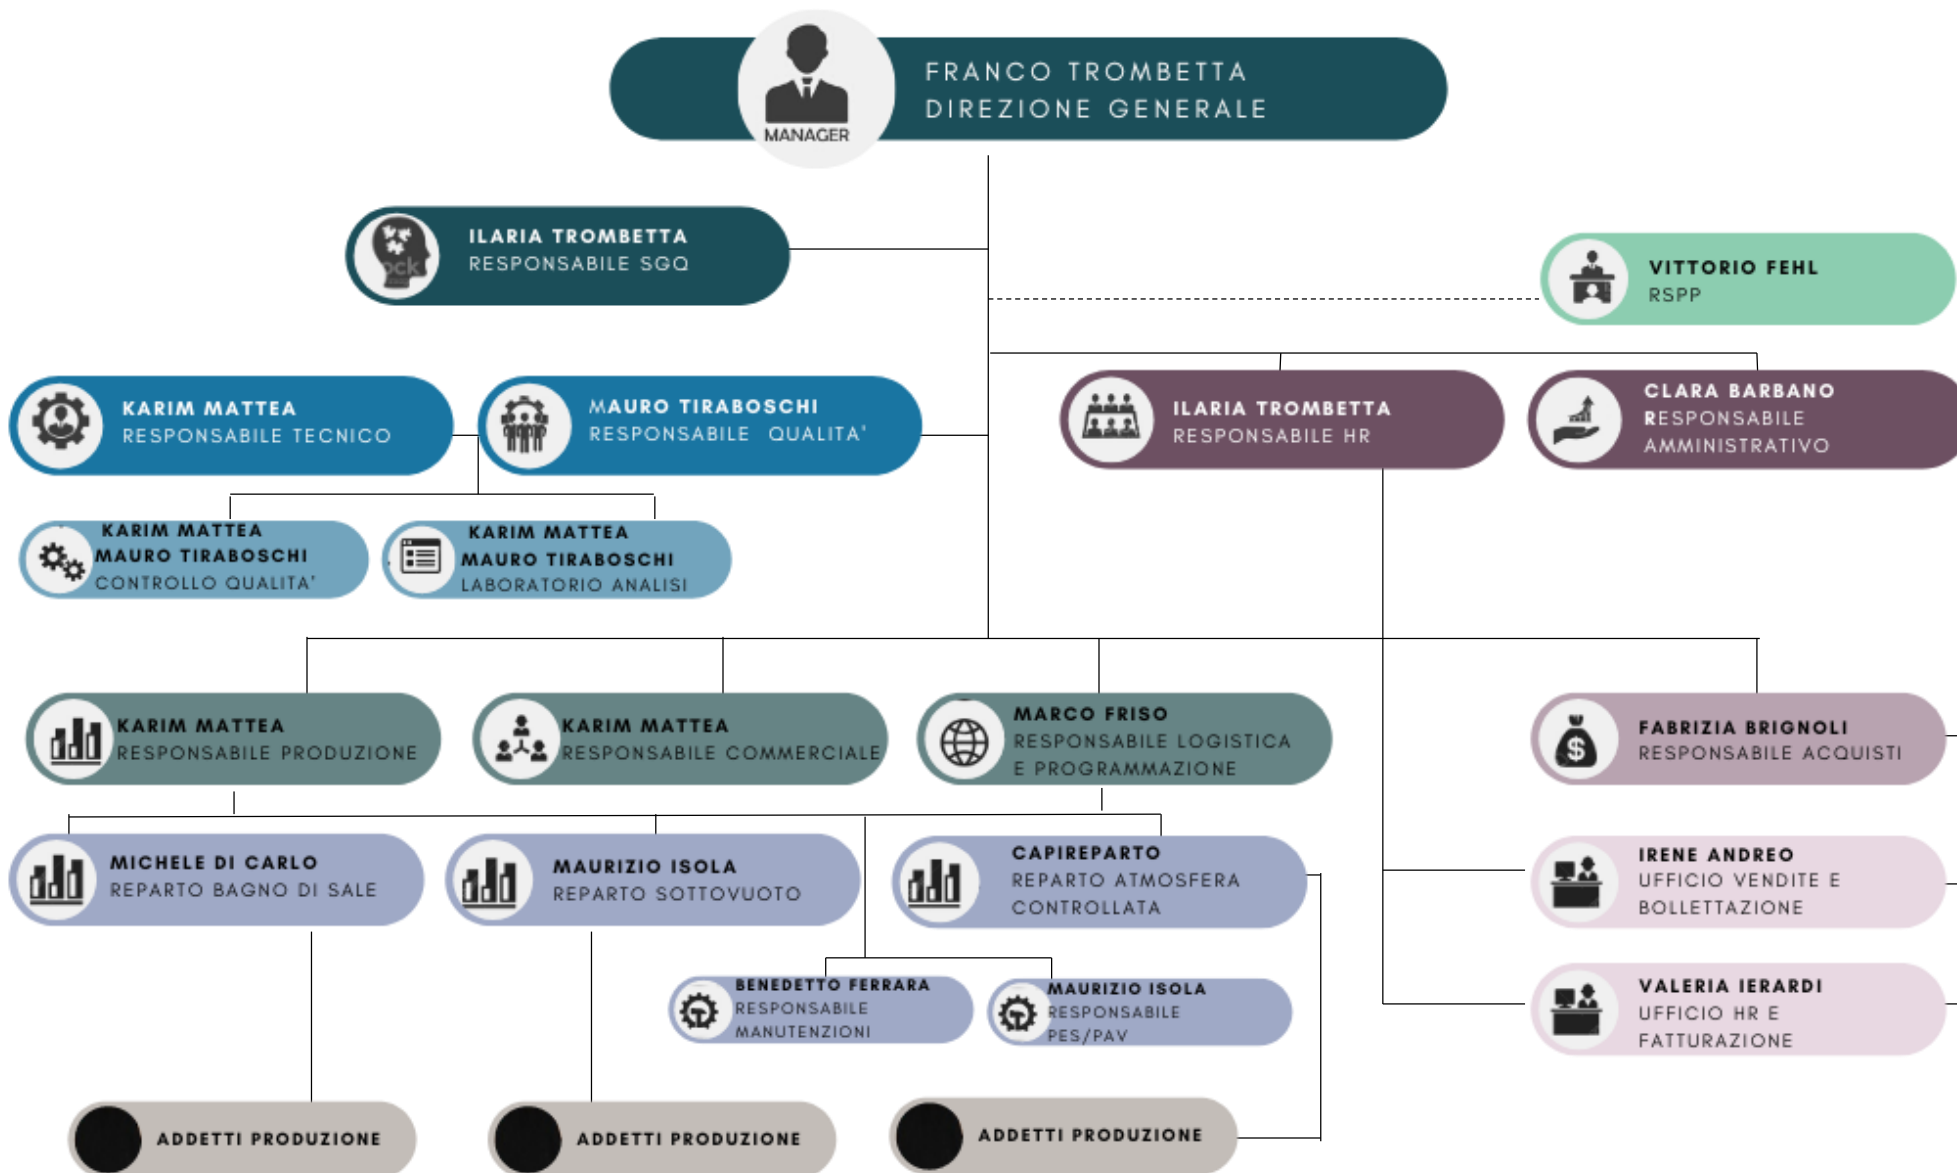 FRANCO TROMBETTA
DIREZIONE GENERALE
MANAGER
ILARIA TROMBETTA
RESPONSABILE SGQ
ock
VITTORIO FEHL
RSPP
KARIM MATTEA
RESPONSABILE TECNICO
MAURO TIRABOSCHI
RESPONSABILE QUALITA'
ILARIA TROMBETTA
RESPONSABILE HR
CLARA BARBANO
RESPONSABILE
AMMINISTRATIVO
KARIM MATTEA
MAURO TIRABOSCHI
CONTROLLO QUALITA'
KARIM MATTEA
MAURO TIRABOSCHI
LABORATORIO ANALISI
KARIM MATTEA
RESPONSABILE PRODUZIONE
KARIM MATTEA
RESPONSABILE COMMERCIALE
MARCO FRISO
RESPONSABILE LOGISTICA
E PROGRAMMAZIONE
FABRIZIA BRIGNOLI
RESPONSABILE ACQUISTI
$
MICHELE DI CARLO
REPARTO BAGNO DI SALE
MAURIZIO ISOLA
REPARTO SOTTOVUOTO
CAPIREPARTO
REPARTO ATMOSFERA
CONTROLLATA
IRENE ANDREO
UFFICIO VENDITE E
BOLLETTAZIONE
BENEDETTO FERRARA
RESPONSABILE
MANUTENZIONI
MAURIZIO ISOLA
RESPONSABILE
PES/PAV
VALERIA IERARDI
UFFICIO HR E
FATTURAZIONE
ADDETTI PRODUZIONE
ADDETTI PRODUZIONE
ADDETTI PRODUZIONE